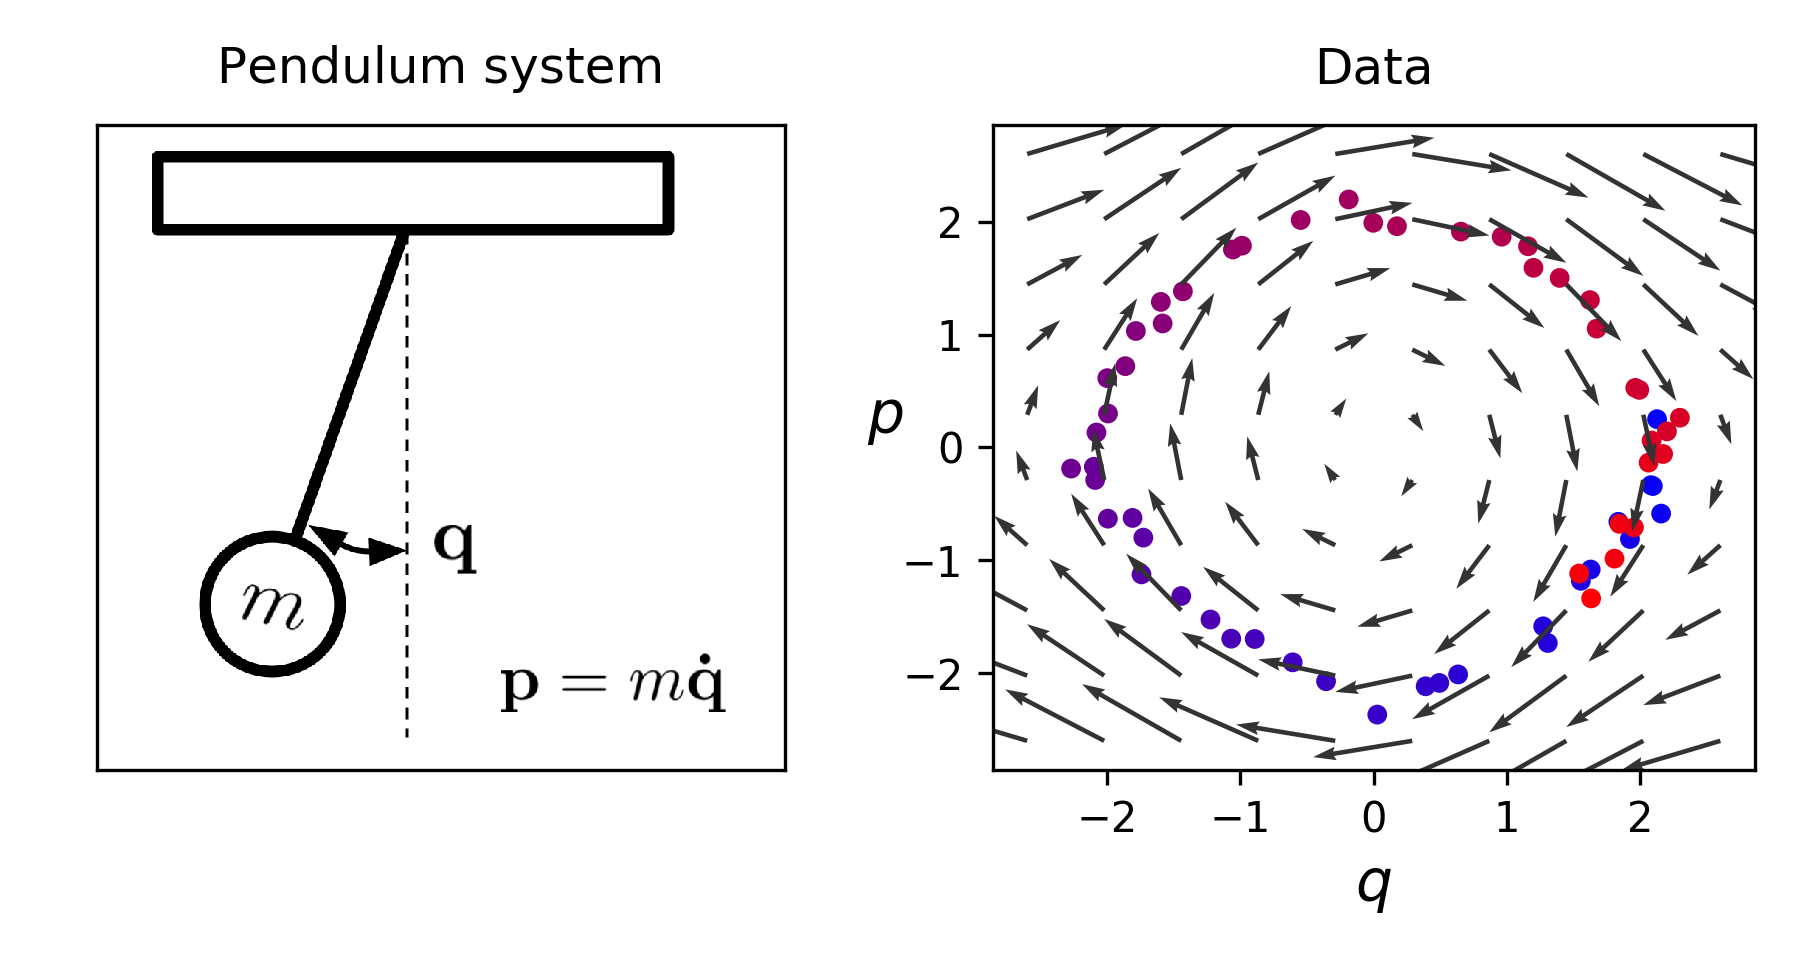 Pendulum system
q
m
p = mq̇
Data
2
1
0
−1
−2
p
−2 −1 0 1 2
q